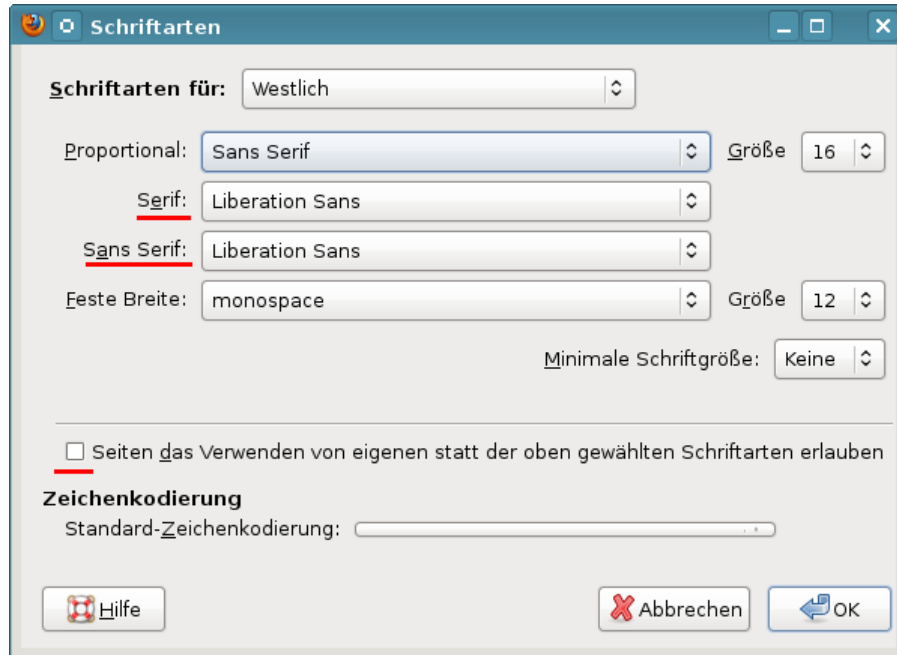 Schriftarten
Schriftarten für: Westlich
Proportional: Sans Serif Größe 16
Serif: Liberation Sans
Sans Serif: Liberation Sans
Feste Breite: monospace Größe 12
Minimale Schriftgröße: Keine
Seiten das Verwenden von eigenen statt der oben gewählten Schriftarten erlauben
Zeichenkodierung
Standard-Zeichenkodierung:
Hilfe Abbrechen OK